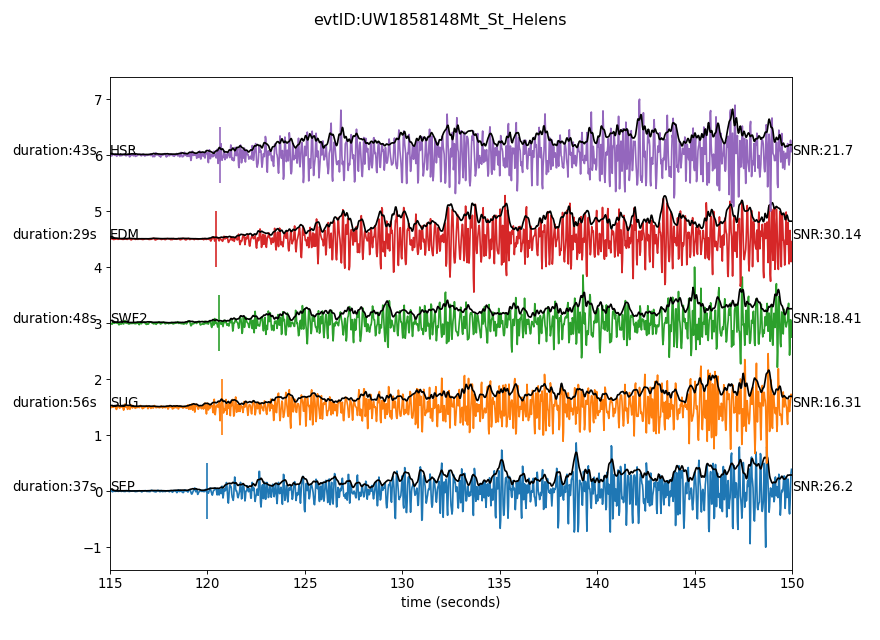 evtID:UW1858148Mt_St_Helens
7
duration:43s HSR SNR:21.7
6
5
duration:29s EDM SNR:30.14
4
duration:48s SWF2 SNR:18.41
3
2
duration:56s SUG SNR:16.31
1
duration:37s SEP SNR:26.2
0
−1
115 120 125 130 135 140 145 150
time (seconds)